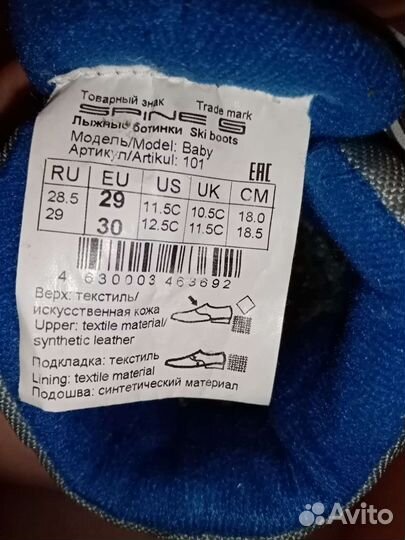 Товарный знак Trade mark
SPINE G
Лыжные ботинки Ski boots
Модель/Model: Baby
Артикул/Artikul: 101 EAC
RU EU US UK CM
28.5 29 11.5C 10.5C 18.0
29 30 12.5C 11.5C 18.5
4 630003 463692
Верх: текстиль/
искусственная кожа
Upper: textile material/
synthetic leather
Подкладка: текстиль
Lining: textile material
Подошва: синтетический материал
Avito